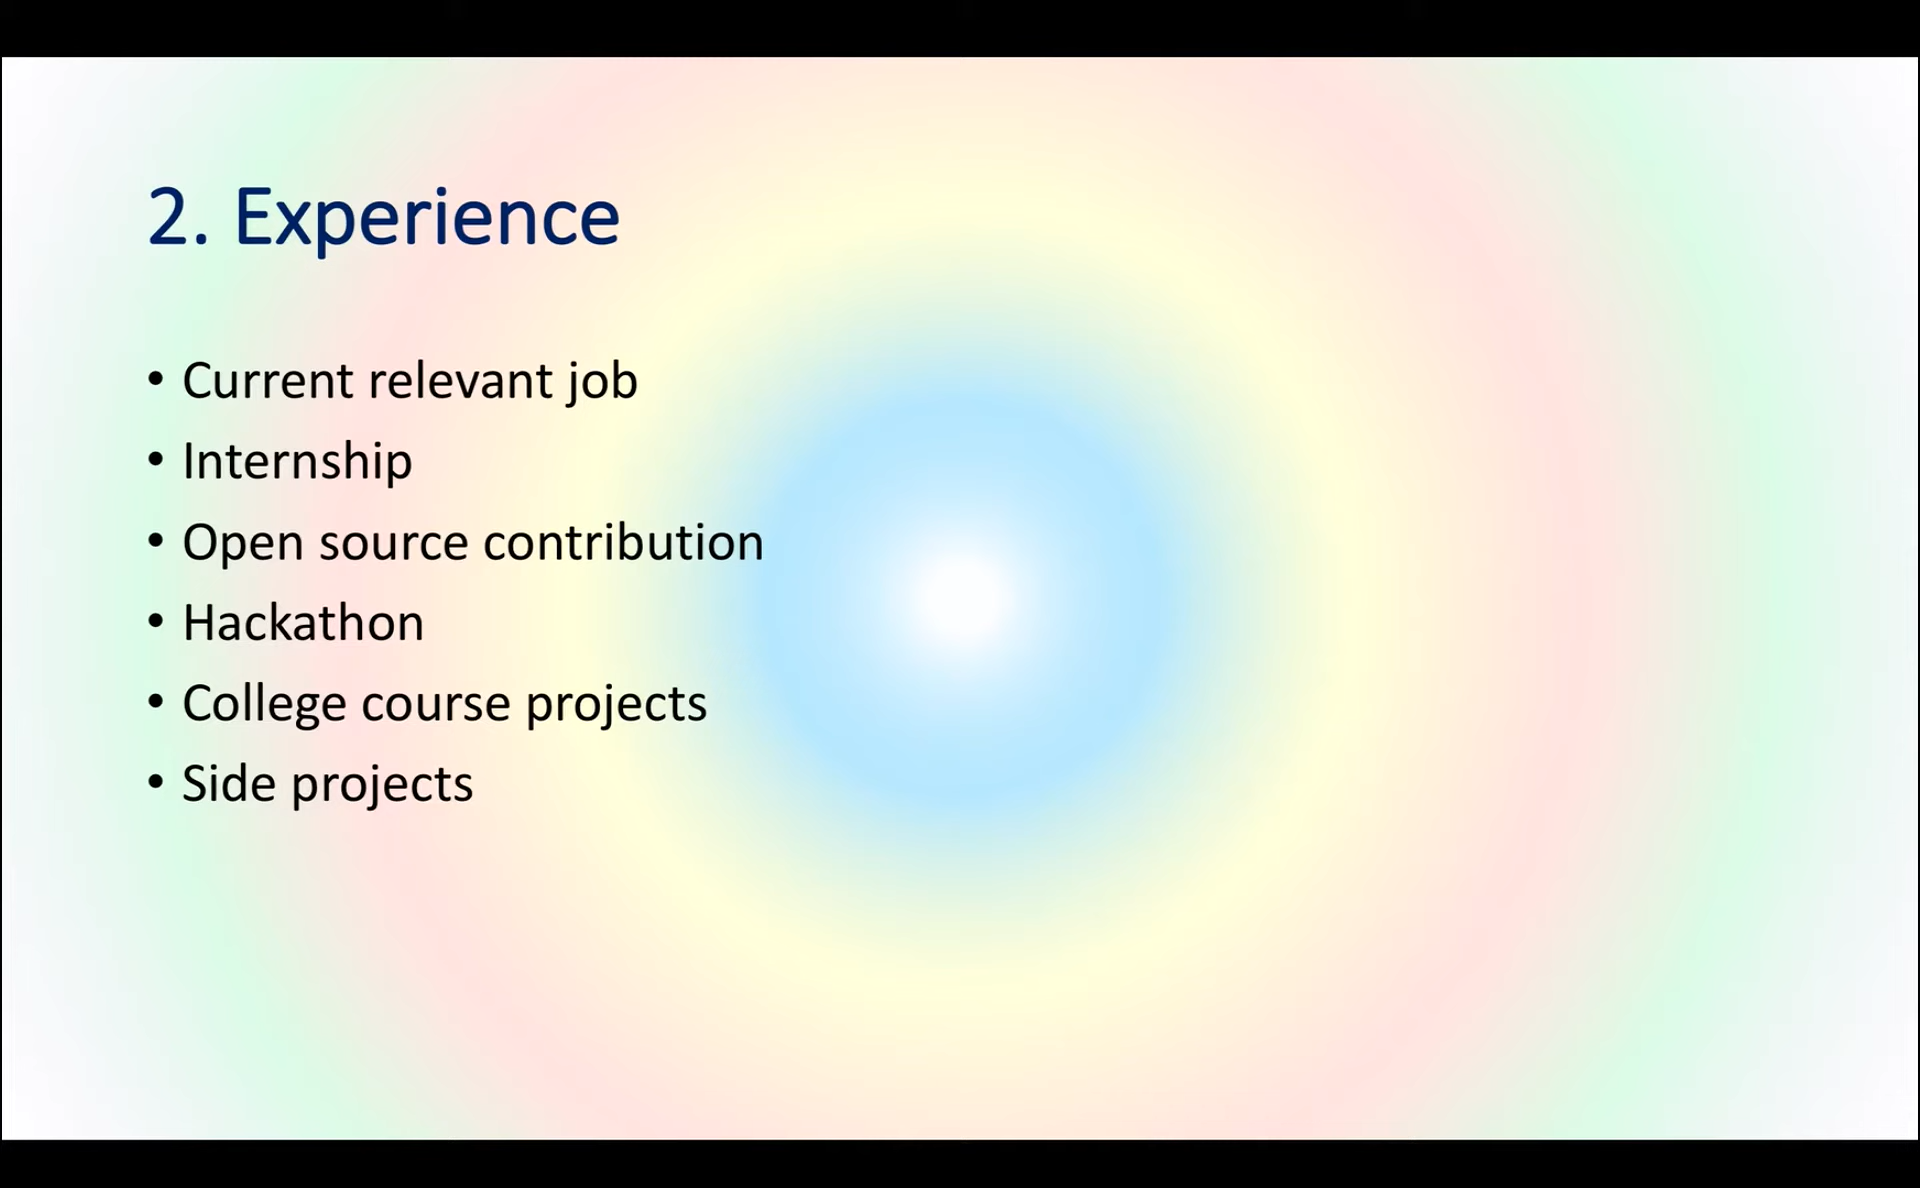 2. Experience
• Current relevant job
• Internship
• Open source contribution
• Hackathon
• College course projects
• Side projects